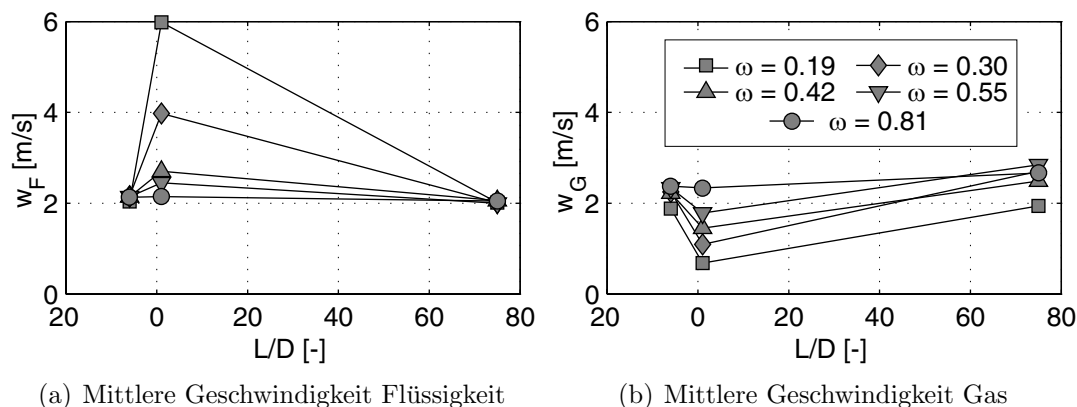 6
4
2
0
w_F [m/s]
20 0 20 40 60 80
L/D [-]
(a) Mittlere Geschwindigkeit Flüssigkeit
6
4
2
0
w_G [m/s]
ω = 0.19 ω = 0.30
ω = 0.42 ω = 0.55
ω = 0.81
20 0 20 40 60 80
L/D [-]
(b) Mittlere Geschwindigkeit Gas